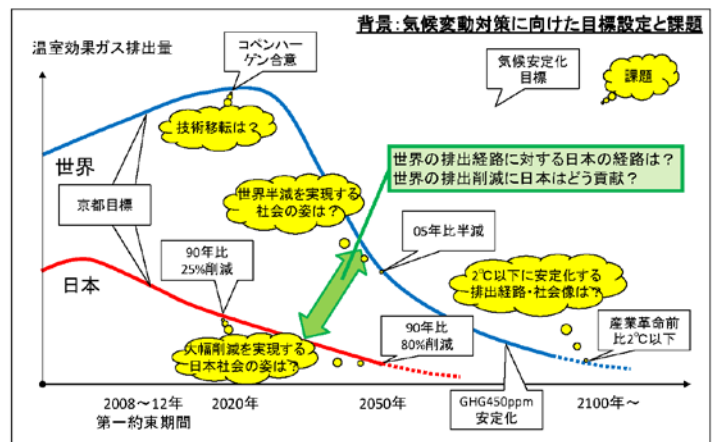 背景:気候変動対策に向けた目標設定と課題
温室効果ガス排出量
コペンハー
ゲン合意
気候安定化
目標
課題
技術移転は?
世界
世界の排出経路に対する日本の経路は?
世界の排出削減に日本はどう貢献?
世界半減を実現する
社会の姿は?
京都目標
05年比半減
90年比
25%削減
2℃以下に安定化する
排出経路・社会像は?
日本
大幅削減を実現する
日本社会の姿は?
90年比
80%削減
産業革命前
比2℃以下
2008~12年
第一約束期間
2020年
2050年
GHG450ppm
安定化
2100年~